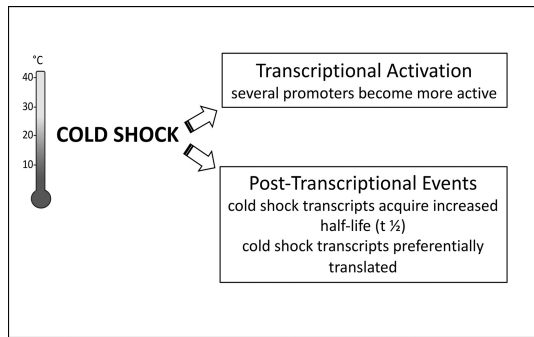 °C
40
30
20
10
COLD SHOCK
Transcriptional Activation
several promoters become more active
Post-Transcriptional Events
cold shock transcripts acquire increased
half-life (t ½)
cold shock transcripts preferentially
translated